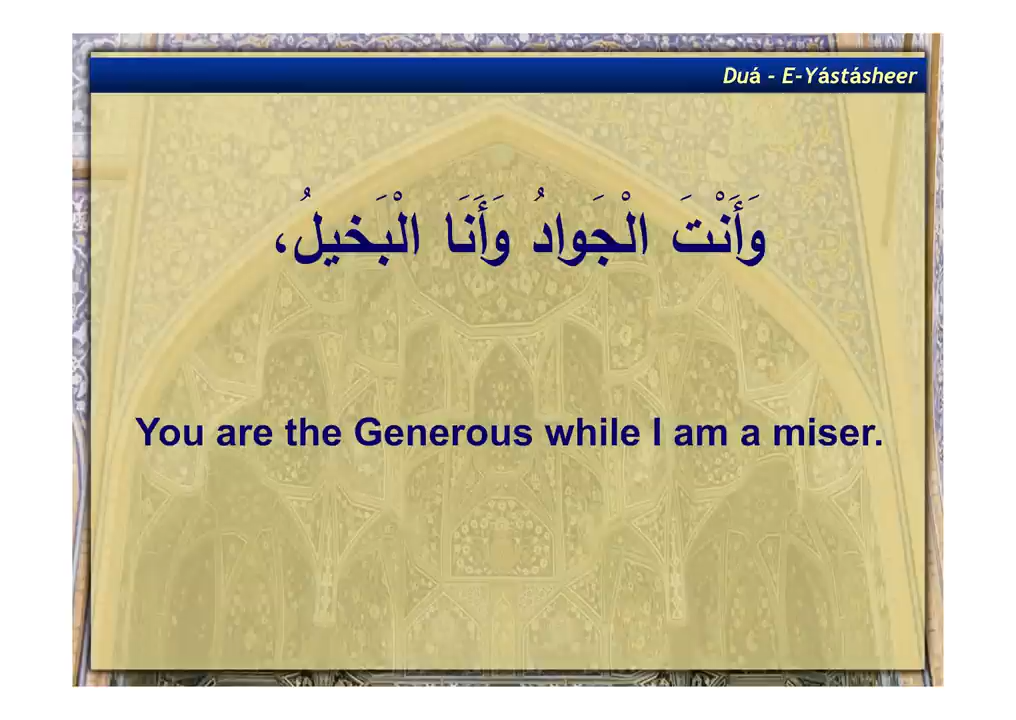 Duá - E-Yástásheer
وَأَنْتَ الْجَوادُ وَأَنَا الْبَخيلُ،
You are the Generous while I am a miser.